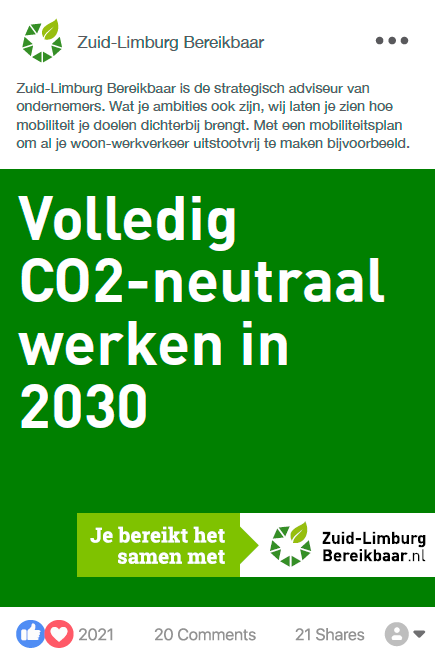 Zuid-Limburg Bereikbaar
Zuid-Limburg Bereikbaar is de strategisch adviseur van
ondernemers. Wat je ambities ook zijn, wij laten je zien hoe
mobiliteit je doelen dichterbij brengt. Met een mobiliteitsplan
om al je woon-werkverkeer uitstootvrij te maken bijvoorbeeld.
Volledig
CO2-neutraal
werken in
2030
Je bereikt het
samen met
Zuid-Limburg
Bereikbaar.nl
2021 20 Comments 21 Shares